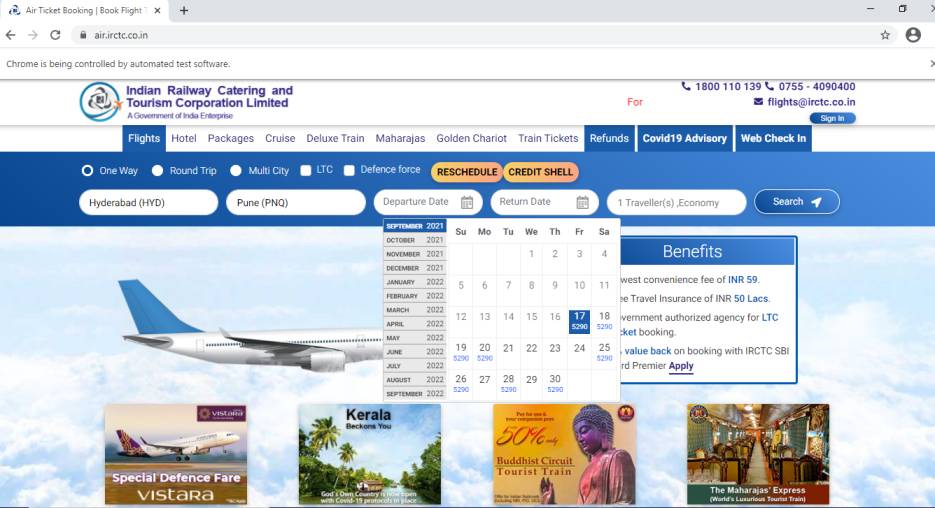 Air Ticket Booking | Book Flight T
air.irctc.co.in
Chrome is being controlled by automated test software.
Indian Railway Catering and
Tourism Corporation Limited
A Government of India Enterprise
For
1800 110 139 0755 - 4090400
flights@irctc.co.in
Sign In
Flights Hotel Packages Cruise Deluxe Train Maharajas Golden Chariot Train Tickets Refunds Covid19 Advisory Web Check In
One Way Round Trip Multi City LTC Defence force RESCHEDULE CREDIT SHELL
Hyderabad (HYD) Pune (PNQ) Departure Date Return Date 1 Traveller(s) ,Economy Search
SEPTEMBER 2021
OCTOBER 2021
NOVEMBER 2021
DECEMBER 2021
JANUARY 2022
FEBRUARY 2022
MARCH 2022
APRIL 2022
MAY 2022
JUNE 2022
JULY 2022
AUGUST 2022
SEPTEMBER 2022
Su Mo Tu We Th Fr Sa
1 2 3 4
5 6 7 8 9 10 11
12 13 14 15 16 17 18
5290 5290
19 20 21 22 23 24 25
5290 5290 5290
26 27 28 29 30
5290 5290 5290
Benefits
west convenience fee of INR 59.
ee Travel Insurance of INR 50 Lacs.
vernment authorized agency for LTC
cket booking.
value back on booking with IRCTC SBI
rd Premier Apply
vistara
Special Defence Fare
VISTARA
Kerala
Beckons You
God's Own Country is now open
with Covid-19 protocols in place
Pay for one &
your companion pays
50% only
Buddhist Circuit
Tourist Train
The Maharajas' Express
(World's Luxurious Tourist Train)